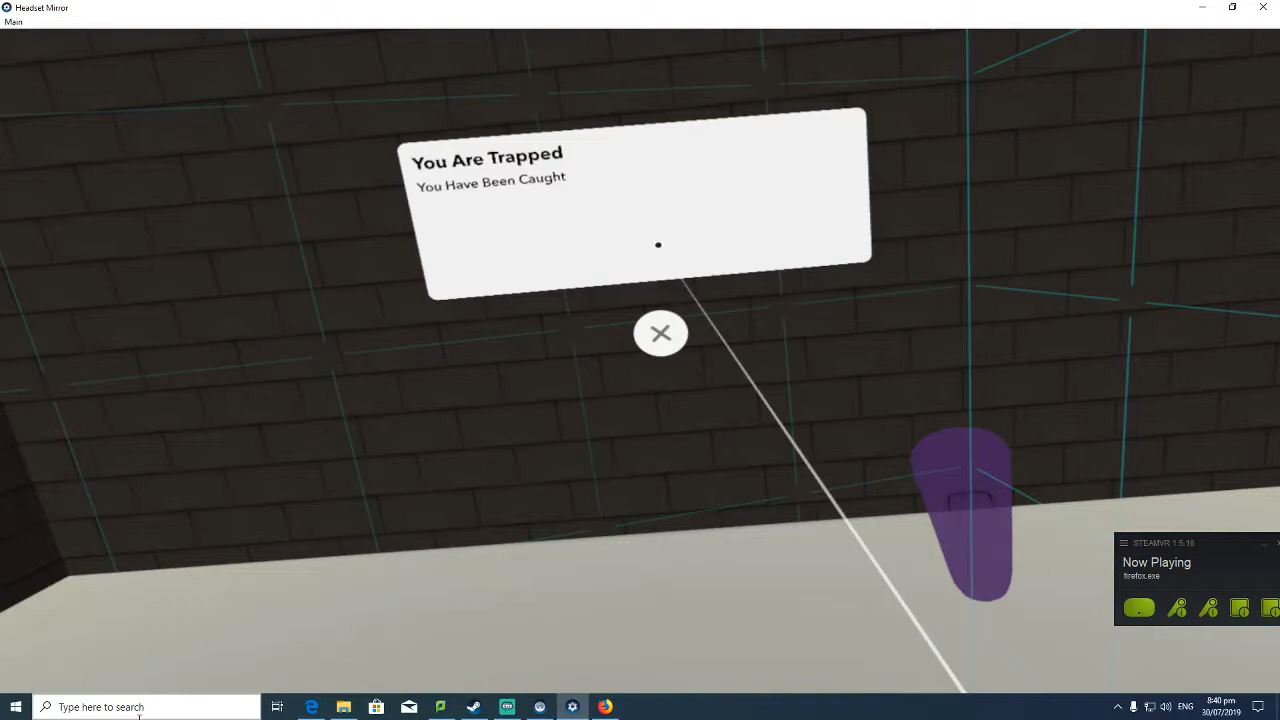 Headset Mirror
Main
You Are Trapped
You Have Been Caught
STEAMVR 1.5.16
Now Playing
firefox.exe
Type here to search
ENG
8:40 pm
30/07/2019